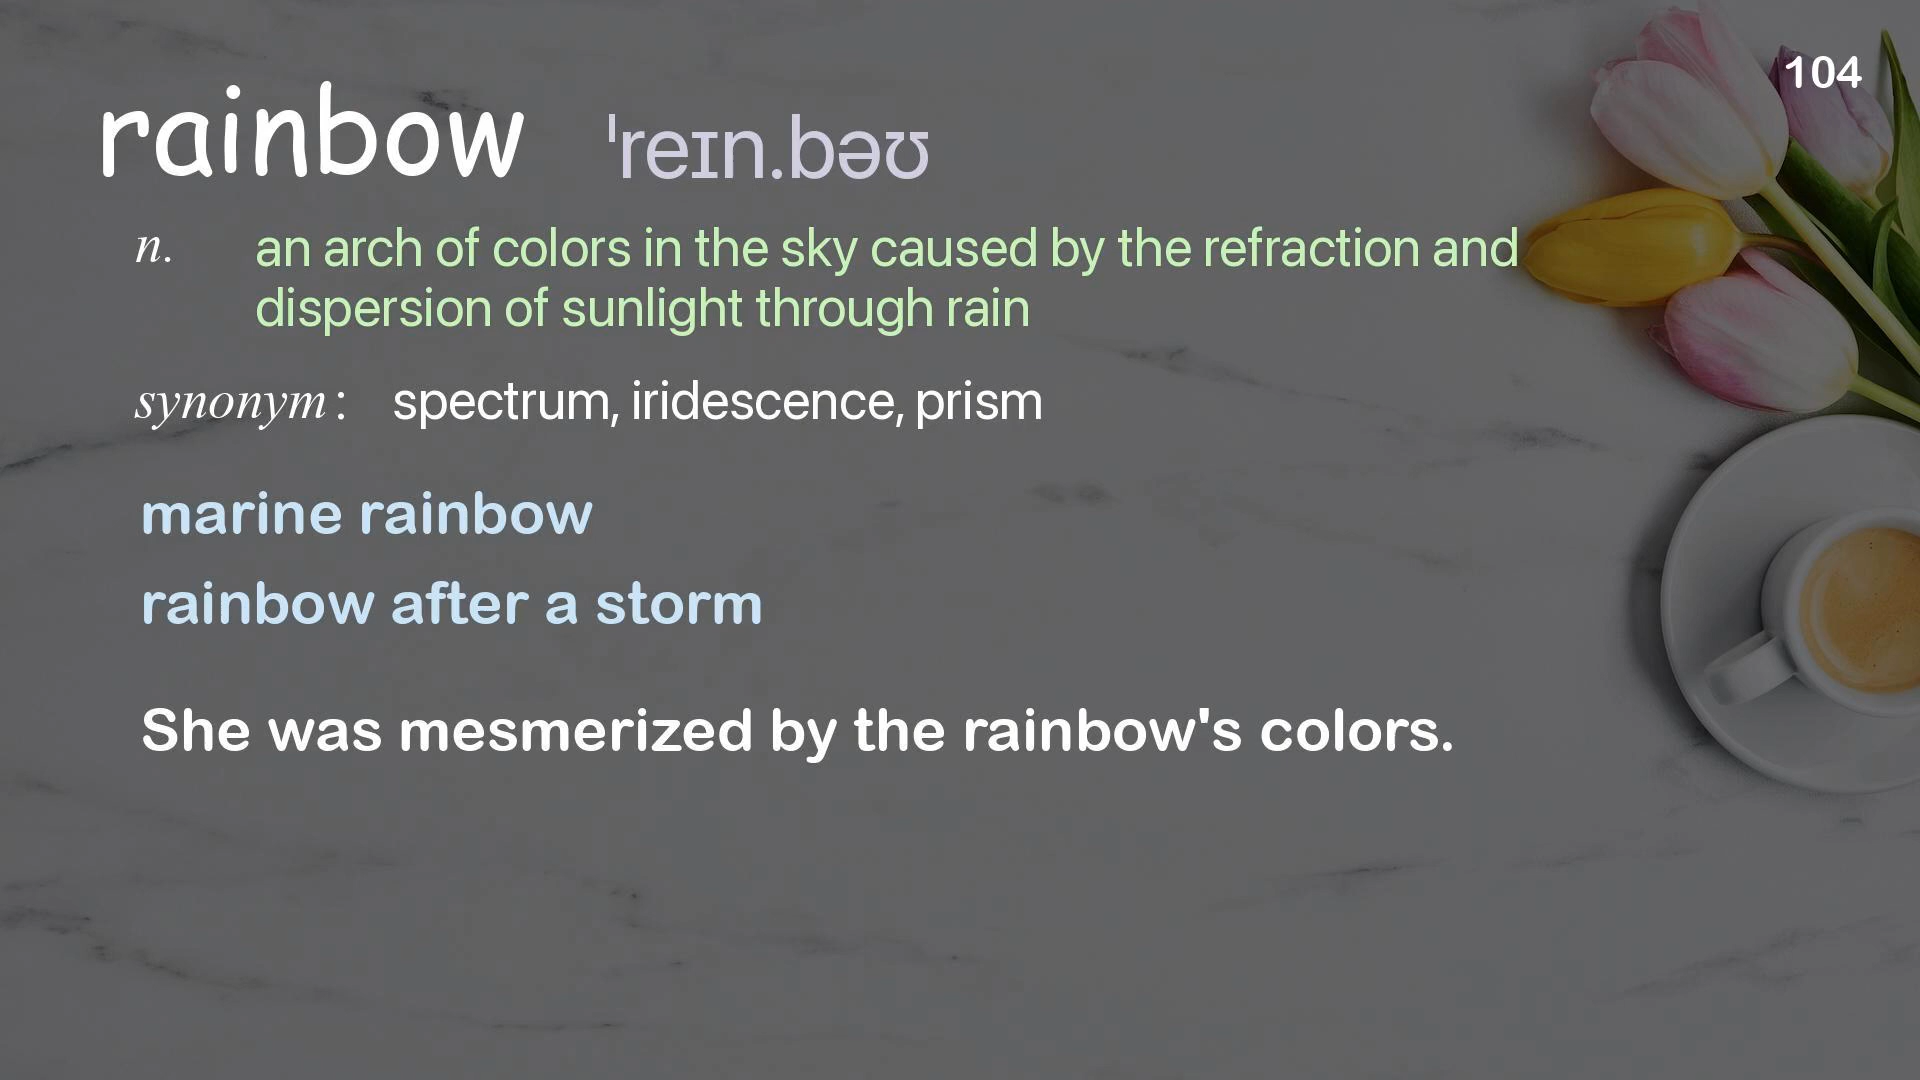 104
rainbow ˈreɪn.bəʊ
n. an arch of colors in the sky caused by the refraction and
dispersion of sunlight through rain
synonym : spectrum, iridescence, prism
marine rainbow
rainbow after a storm
She was mesmerized by the rainbow's colors.